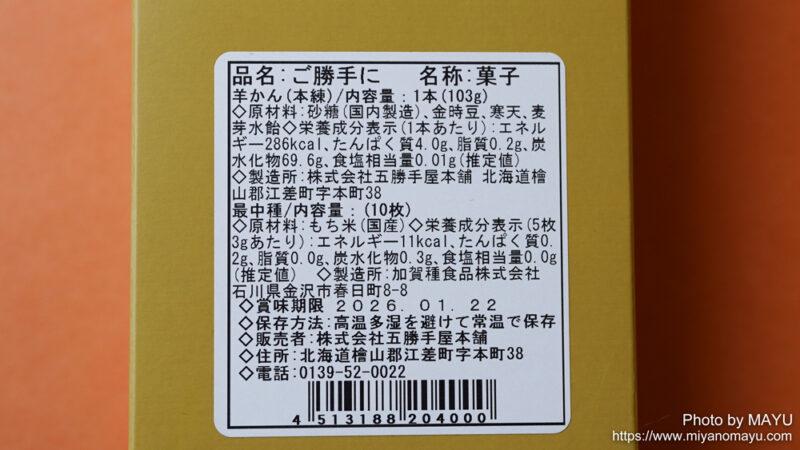 品名：ご勝手に　名称：菓子
羊かん(本練)/内容量：1本(103g)
◇原材料：砂糖(国内製造)、金時豆、寒天、麦
芽水飴◇栄養成分表示(1本あたり)：エネル
ギー286kcal、たんぱく質4.0g、脂質0.2g、炭
水化物69.6g、食塩相当量0.01g(推定値)
◇製造所：株式会社五勝手屋本舗 北海道檜
山郡江差町字本町38
最中種/内容量：(10枚)
◇原材料：もち米(国産)◇栄養成分表示(5枚
3gあたり)：エネルギー11kcal、たんぱく質0.
2g、脂質0.0g、炭水化物0.3g、食塩相当量0.0g
(推定値)　◇製造所：加賀種食品株式会社
石川県金沢市春日町8-8
◇賞味期限 2026.01.22
◇保存方法：高温多湿を避けて常温で保存
◇販売者：株式会社五勝手屋本舗
◇住所：北海道檜山郡江差町字本町38
◇電話：0139-52-0022
4 513188 204000
Photo by MAYU
https://www.miyanomayu.com